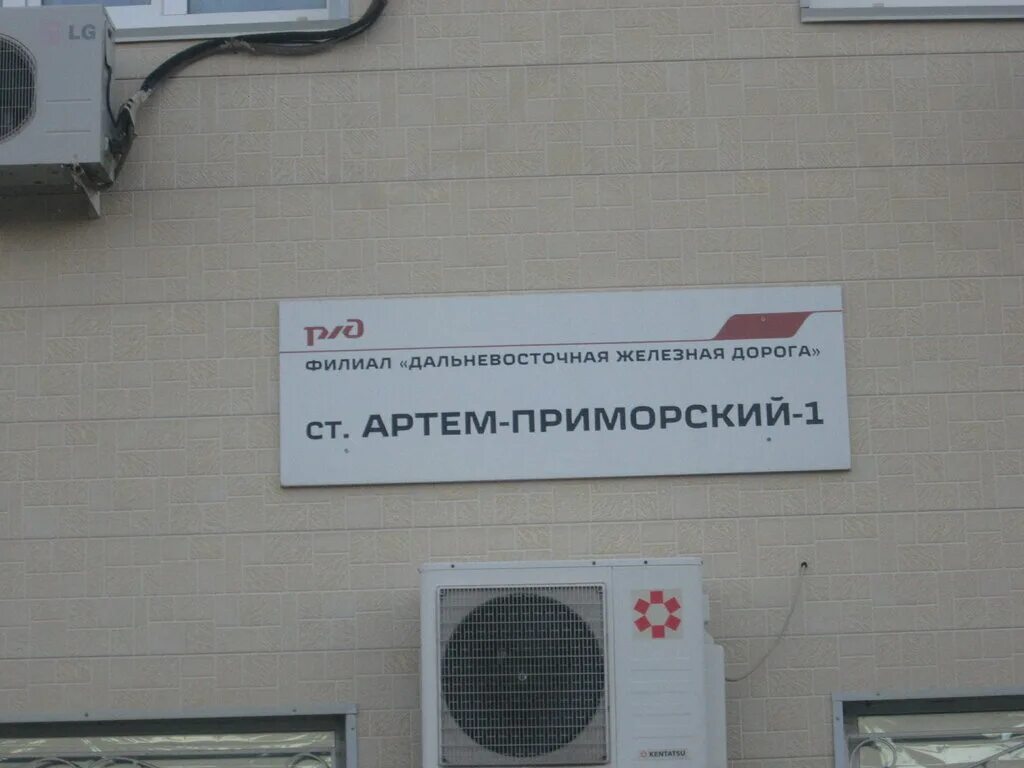 LG
ржд
ФИЛИАЛ «ДАЛЬНЕВОСТОЧНАЯ ЖЕЛЕЗНАЯ ДОРОГА»
ст. АРТЕМ-ПРИМОРСКИЙ-1
KENTATSU